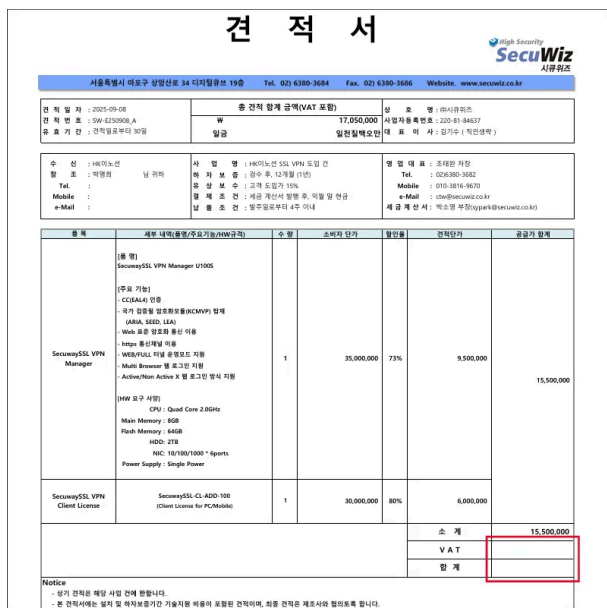 견 적 서
High Security
SecuWiz
시큐위즈
서울특별시 마포구 상암산로 34 디지털큐브 19층 Tel. 02) 6380-3684 Fax. 02) 6380-3686 Website. www.secuwiz.co.kr
견 적 일 자 : 2025-09-08
견 적 번 호 : SW-E250908_A
유 효 기 간 : 견적일로부터 30일
총 견적 합계 금액(VAT 포함)
₩ 17,050,000
일금 일천칠백오만
상 호 명 : ㈜시큐위즈
사업자등록번호 : 220-81-84637
대 표 이 사 : 김기수 ( 직인생략 )
수 신 : HK이노션
참 조 : 박명희 님 귀하
Tel. :
Mobile :
e-Mail :
사 업 명 : HK이노션 SSL VPN 도입 건
하 자 보 증 : 검수 후, 12개월 (1년)
유 상 보 수 : 고객 도입가 15%
결 제 조 건 : 세금 계산서 발행 후, 익월 말 현금
납 품 조 건 : 발주일로부터 4주 이내
영 업 대 표 : 조태환 차장
Tel. : 02)6380-3682
Mobile : 010-3816-9670
e-Mail : ctw@secuwiz.co.kr
세 금 계 산 서 : 박소영 부장(sypark@secuwiz.co.kr)
품 목 세부 내역(품명/주요기능/HW규격) 수 량 소비자 단가 할인율 견적단가 공급가 합계
[품 명]
SecuwaySSL VPN Manager U100S
[주요 기능]
- CC(EAL4) 인증
- 국가 검증필 암호화모듈(KCMVP) 탑재
(ARIA, SEED, LEA)
- Web 표준 암호화 통신 이용
- https 통신채널 이용
- WEB/FULL 터널 운영모드 지원
- Multi Browser 웹 로그인 지원
- Active/Non Active X 웹 로그인 방식 지원
[HW 요구 사양]
CPU : Quad Core 2.0GHz
Main Memory : 8GB
Flash Memory : 64GB
HDD: 2TB
NIC: 10/100/1000 * 6ports
Power Supply : Single Power
SecuwaySSL VPN
Manager
1 35,000,000 73% 9,500,000
15,500,000
SecuwaySSL VPN
Client License
SecuwaySSL-CL-ADD-100
(Client License for PC/Mobile)
1 30,000,000 80% 6,000,000
소 계 15,500,000
V A T
합 계
Notice
- 상기 견적은 해당 사업 건에 한합니다.
- 본 견적서에는 설치 및 하자보증기간 기술지원 비용이 포함된 견적이며, 최종 견적은 제조사와 협의토록 합니다.